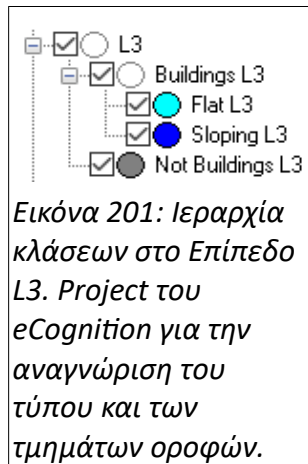 L3
Buildings L3
Flat L3
Sloping L3
Not Buildings L3
Εικόνα 201: Ιεραρχία
κλάσεων στο Επίπεδο
L3. Project του
eCognition για την
αναγνώριση του
τύπου και των
τμημάτων οροφών.